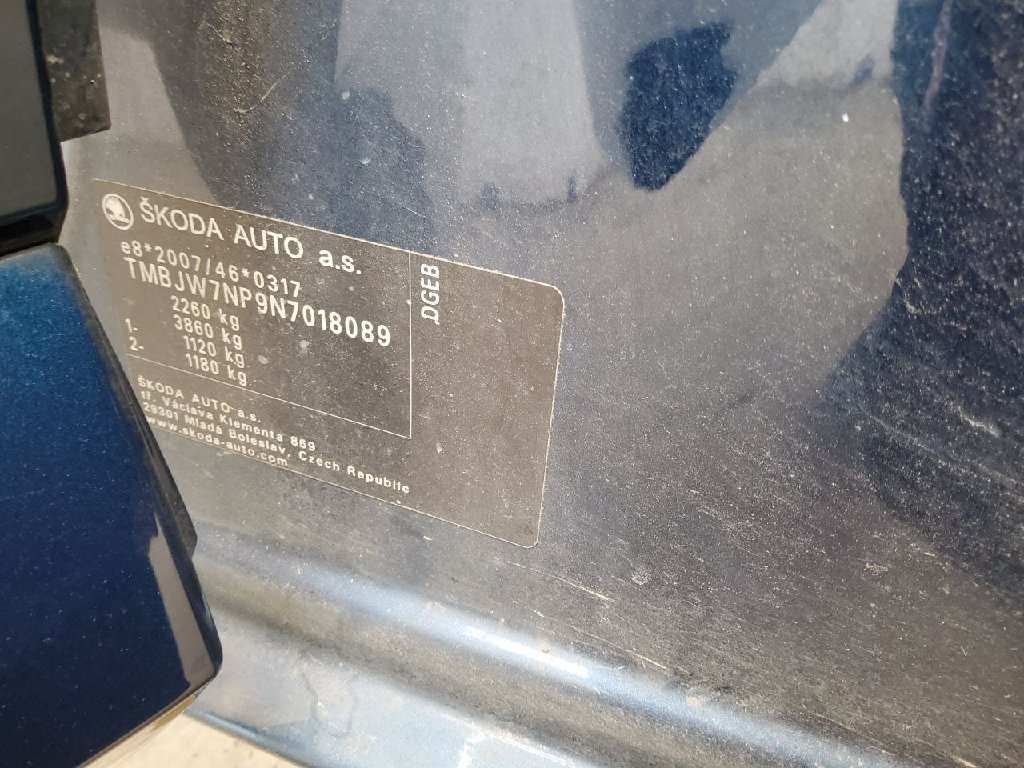 ŠKODA AUTO a.s.
e8*2007/46*0317
TMBJW7NP9N7018089
2260 kg
3860 kg
1- 1120 kg
2- 1180 kg
DGEB
ŠKODA AUTO a.s.
tř. Václava Klementa 869
29301 Mladá Boleslav, Czech Republic
www.skoda-auto.com